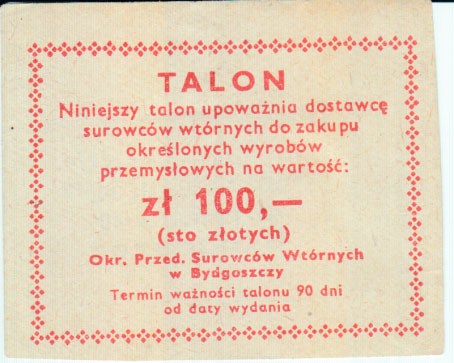 TALON
Niniejszy talon upoważnia dostawcę
surowców wtórnych do zakupu
określonych wyrobów
przemysłowych na wartość:
zł 100,—
(sto złotych)
Okr. Przed. Surowców Wtórnych
w Bydgoszczy
Termin ważności talonu 90 dni
od daty wydania